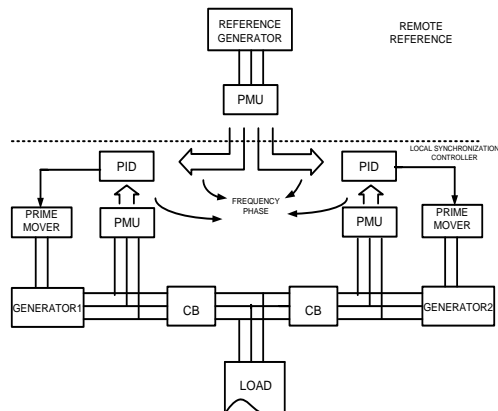 REFERENCE
GENERATOR
REMOTE
REFERENCE
PMU
LOCAL SYNCHRONIZATION
CONTROLLER
PID
PID
FREQUENCY
PHASE
PRIME
MOVER
PMU
PMU
PRIME
MOVER
GENERATOR1
CB
CB
GENERATOR2
LOAD